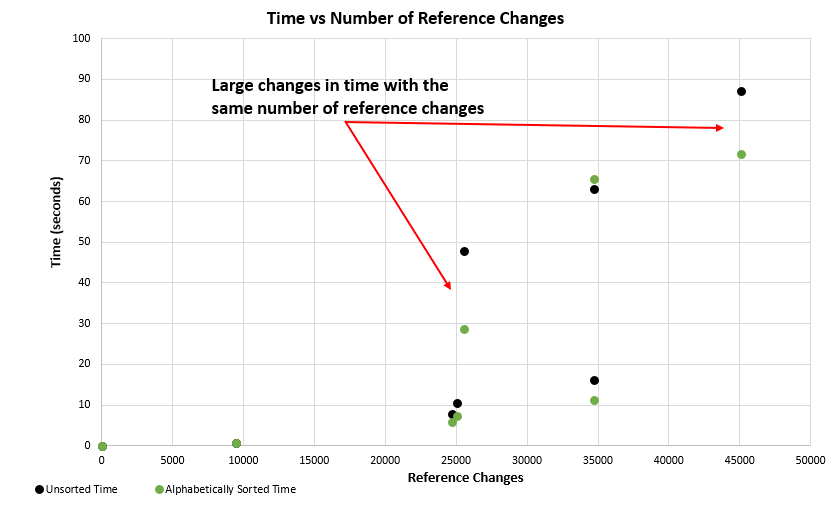 Time vs Number of Reference Changes
100
90
Large changes in time with the
same number of reference changes
80
70
60
50
40
30
20
10
0
Time (seconds)
0 5000 10000 15000 20000 25000 30000 35000 40000 45000 50000
Reference Changes
Unsorted Time Alphabetically Sorted Time